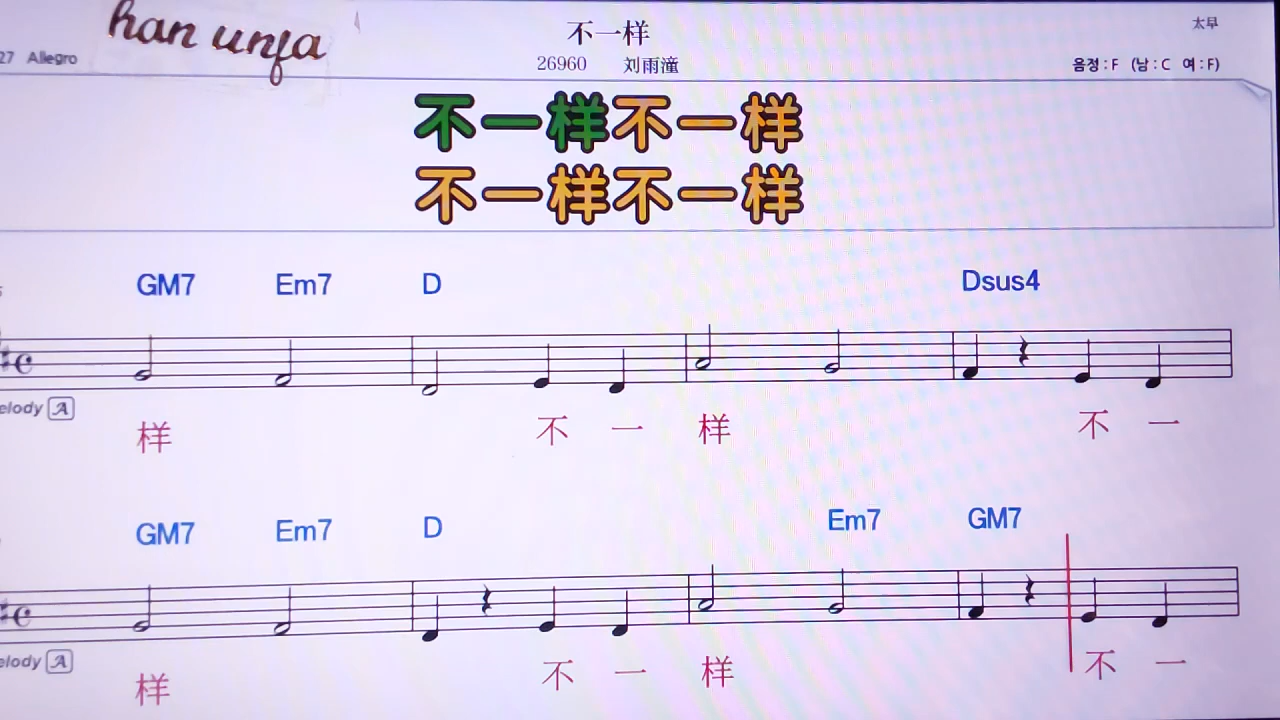 han unja
不一样
太早
27 Allegro
26960 刘雨潼
음정:F (남:C 여:F)
不一样不一样
不一样不一样
GM7 Em7 D Dsus4
elody A
样 不 一 样 不 一
GM7 Em7 D Em7 GM7
elody A
样 不 一 样 不 一